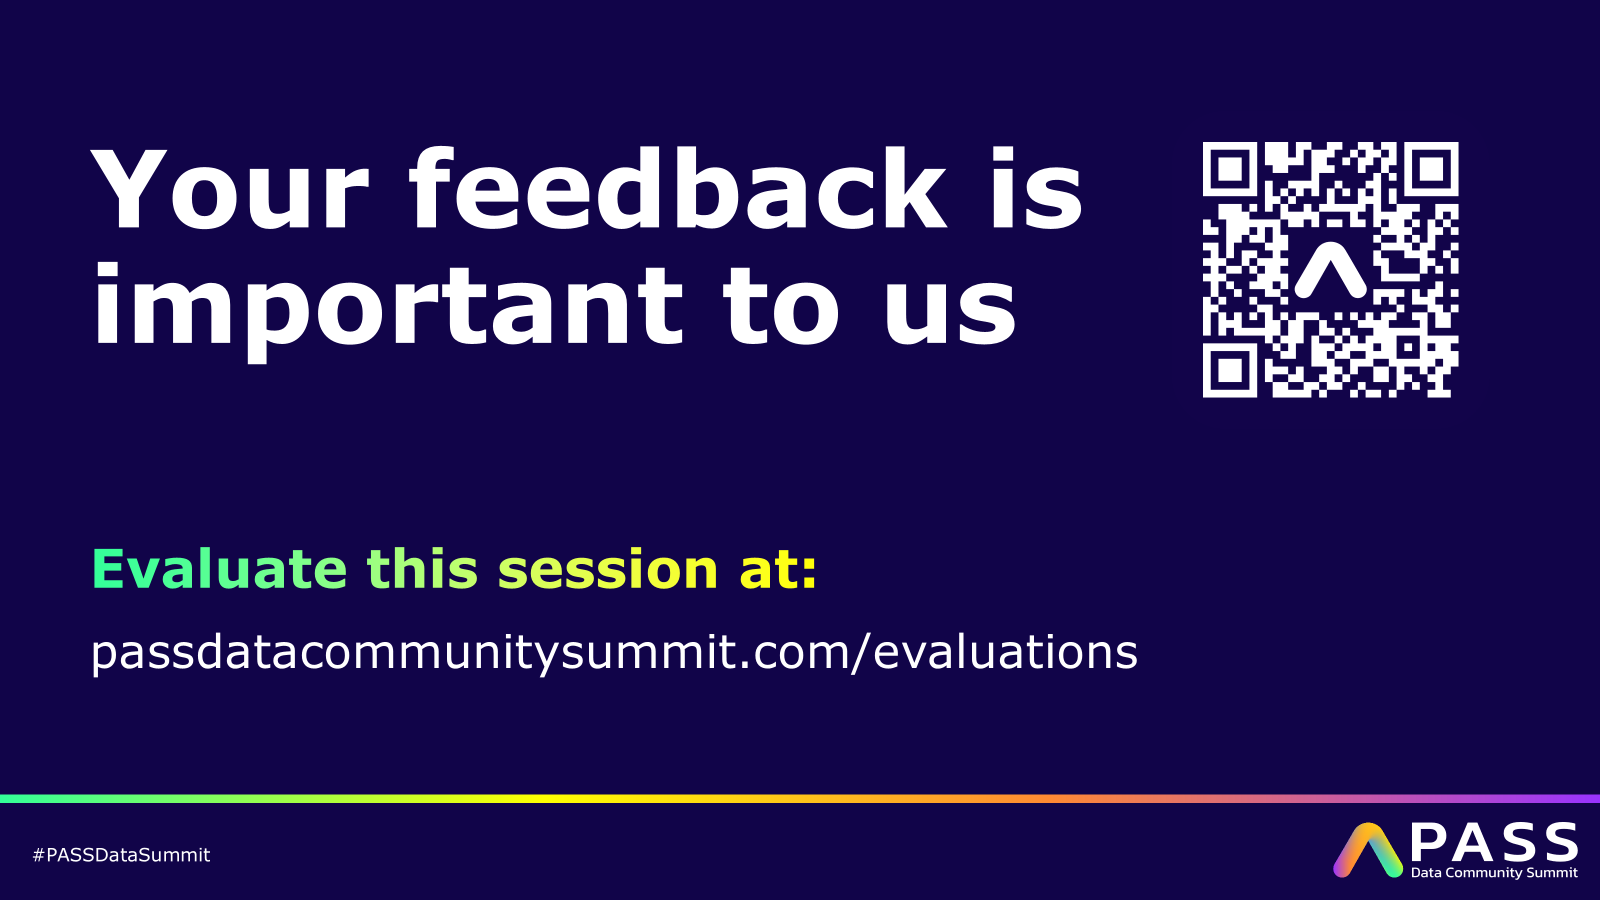 Your feedback is
important to us
Evaluate this session at:
passdatacommunitysummit.com/evaluations
#PASSDataSummit
PASS
Data Community Summit